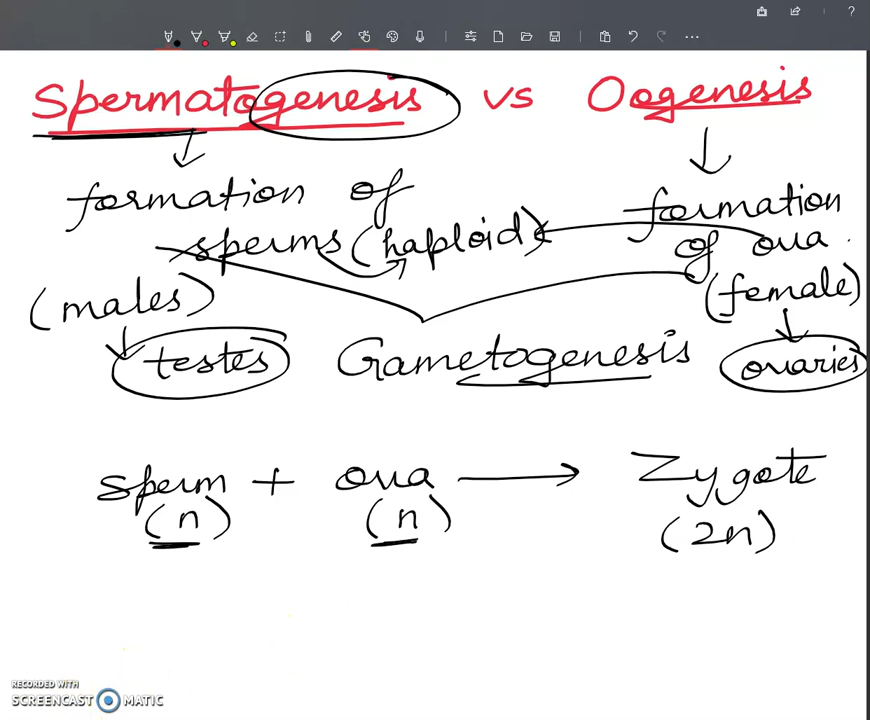 Spermatogenesis vs Oogenesis
formation of
sperms (haploid)
formation
of ova
(males)
(female)
testes
Gametogenesis
ovaries
sperm + ova → Zygote
(n) (n) (2n)
RECORDED WITH
SCREENCAST MATIC